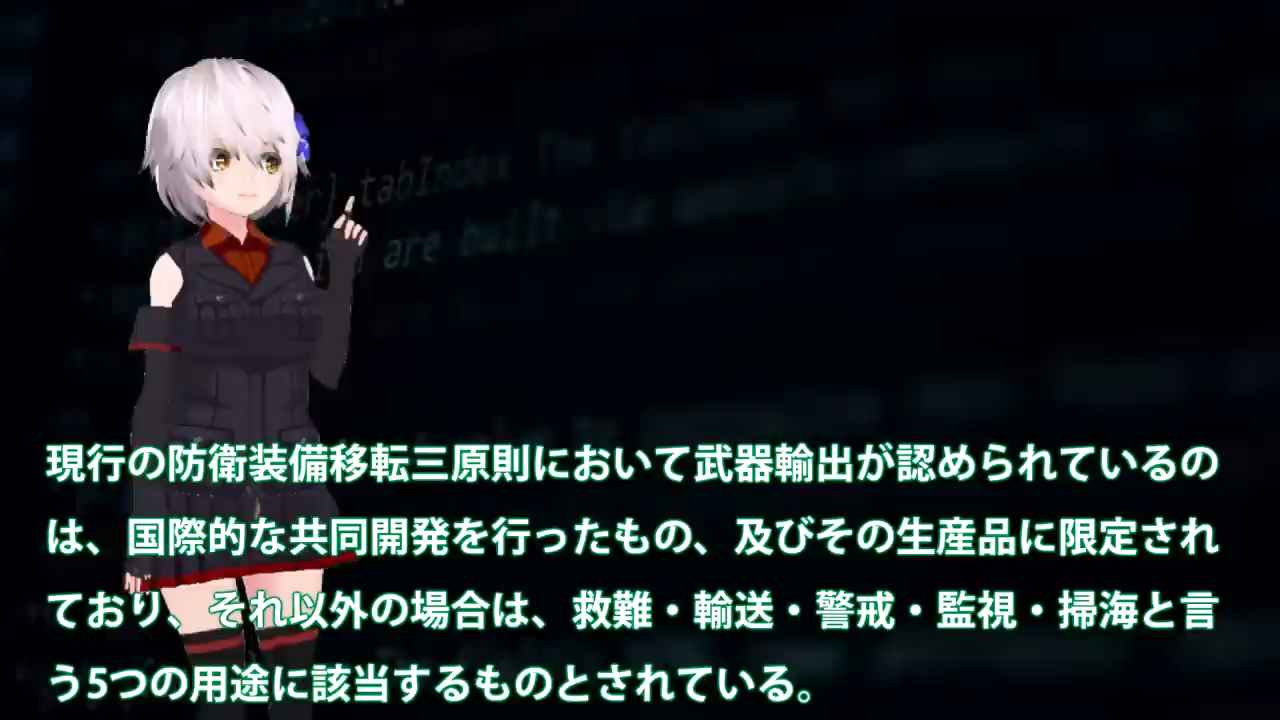 tabIndex The
are built
現行の防衛装備移転三原則において武器輸出が認められているの
は、国際的な共同開発を行ったもの、及びその生産品に限定され
ており、それ以外の場合は、救難・輸送・警戒・監視・掃海と言
う5つの用途に該当するものとされている。